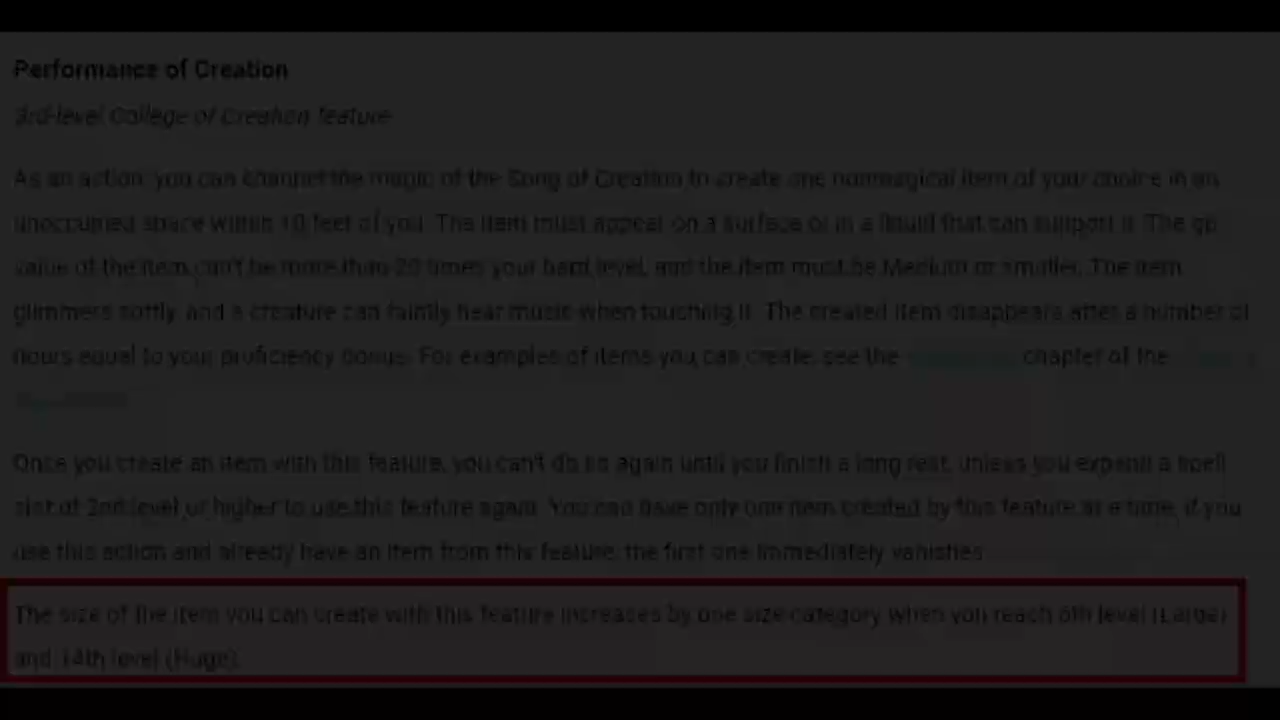 Performance of Creation
3rd-level College of Creation feature
As an action, you can channel the magic of the Song of Creation to create one nonmagical item of your choice in an
unoccupied space within 10 feet of you. The item must appear on a surface or in a liquid that can support it. The gp
value of the item can't be more than 20 times your bard level, and the item must be Medium or smaller. The item
glimmers softly, and a creature can faintly hear music when touching it. The created item disappears after a number of
hours equal to your proficiency bonus. For examples of items you can create, see the chapter of the
Once you create an item with this feature, you can't do so again until you finish a long rest, unless you expend a spell
slot of 2nd level or higher to use this feature again. You can have only one item created by this feature at a time; if you
use this action and already have an item from this feature, the first one immediately vanishes.
The size of the item you can create with this feature increases by one size category when you reach 6th level (Large)
and 14th level (Huge).